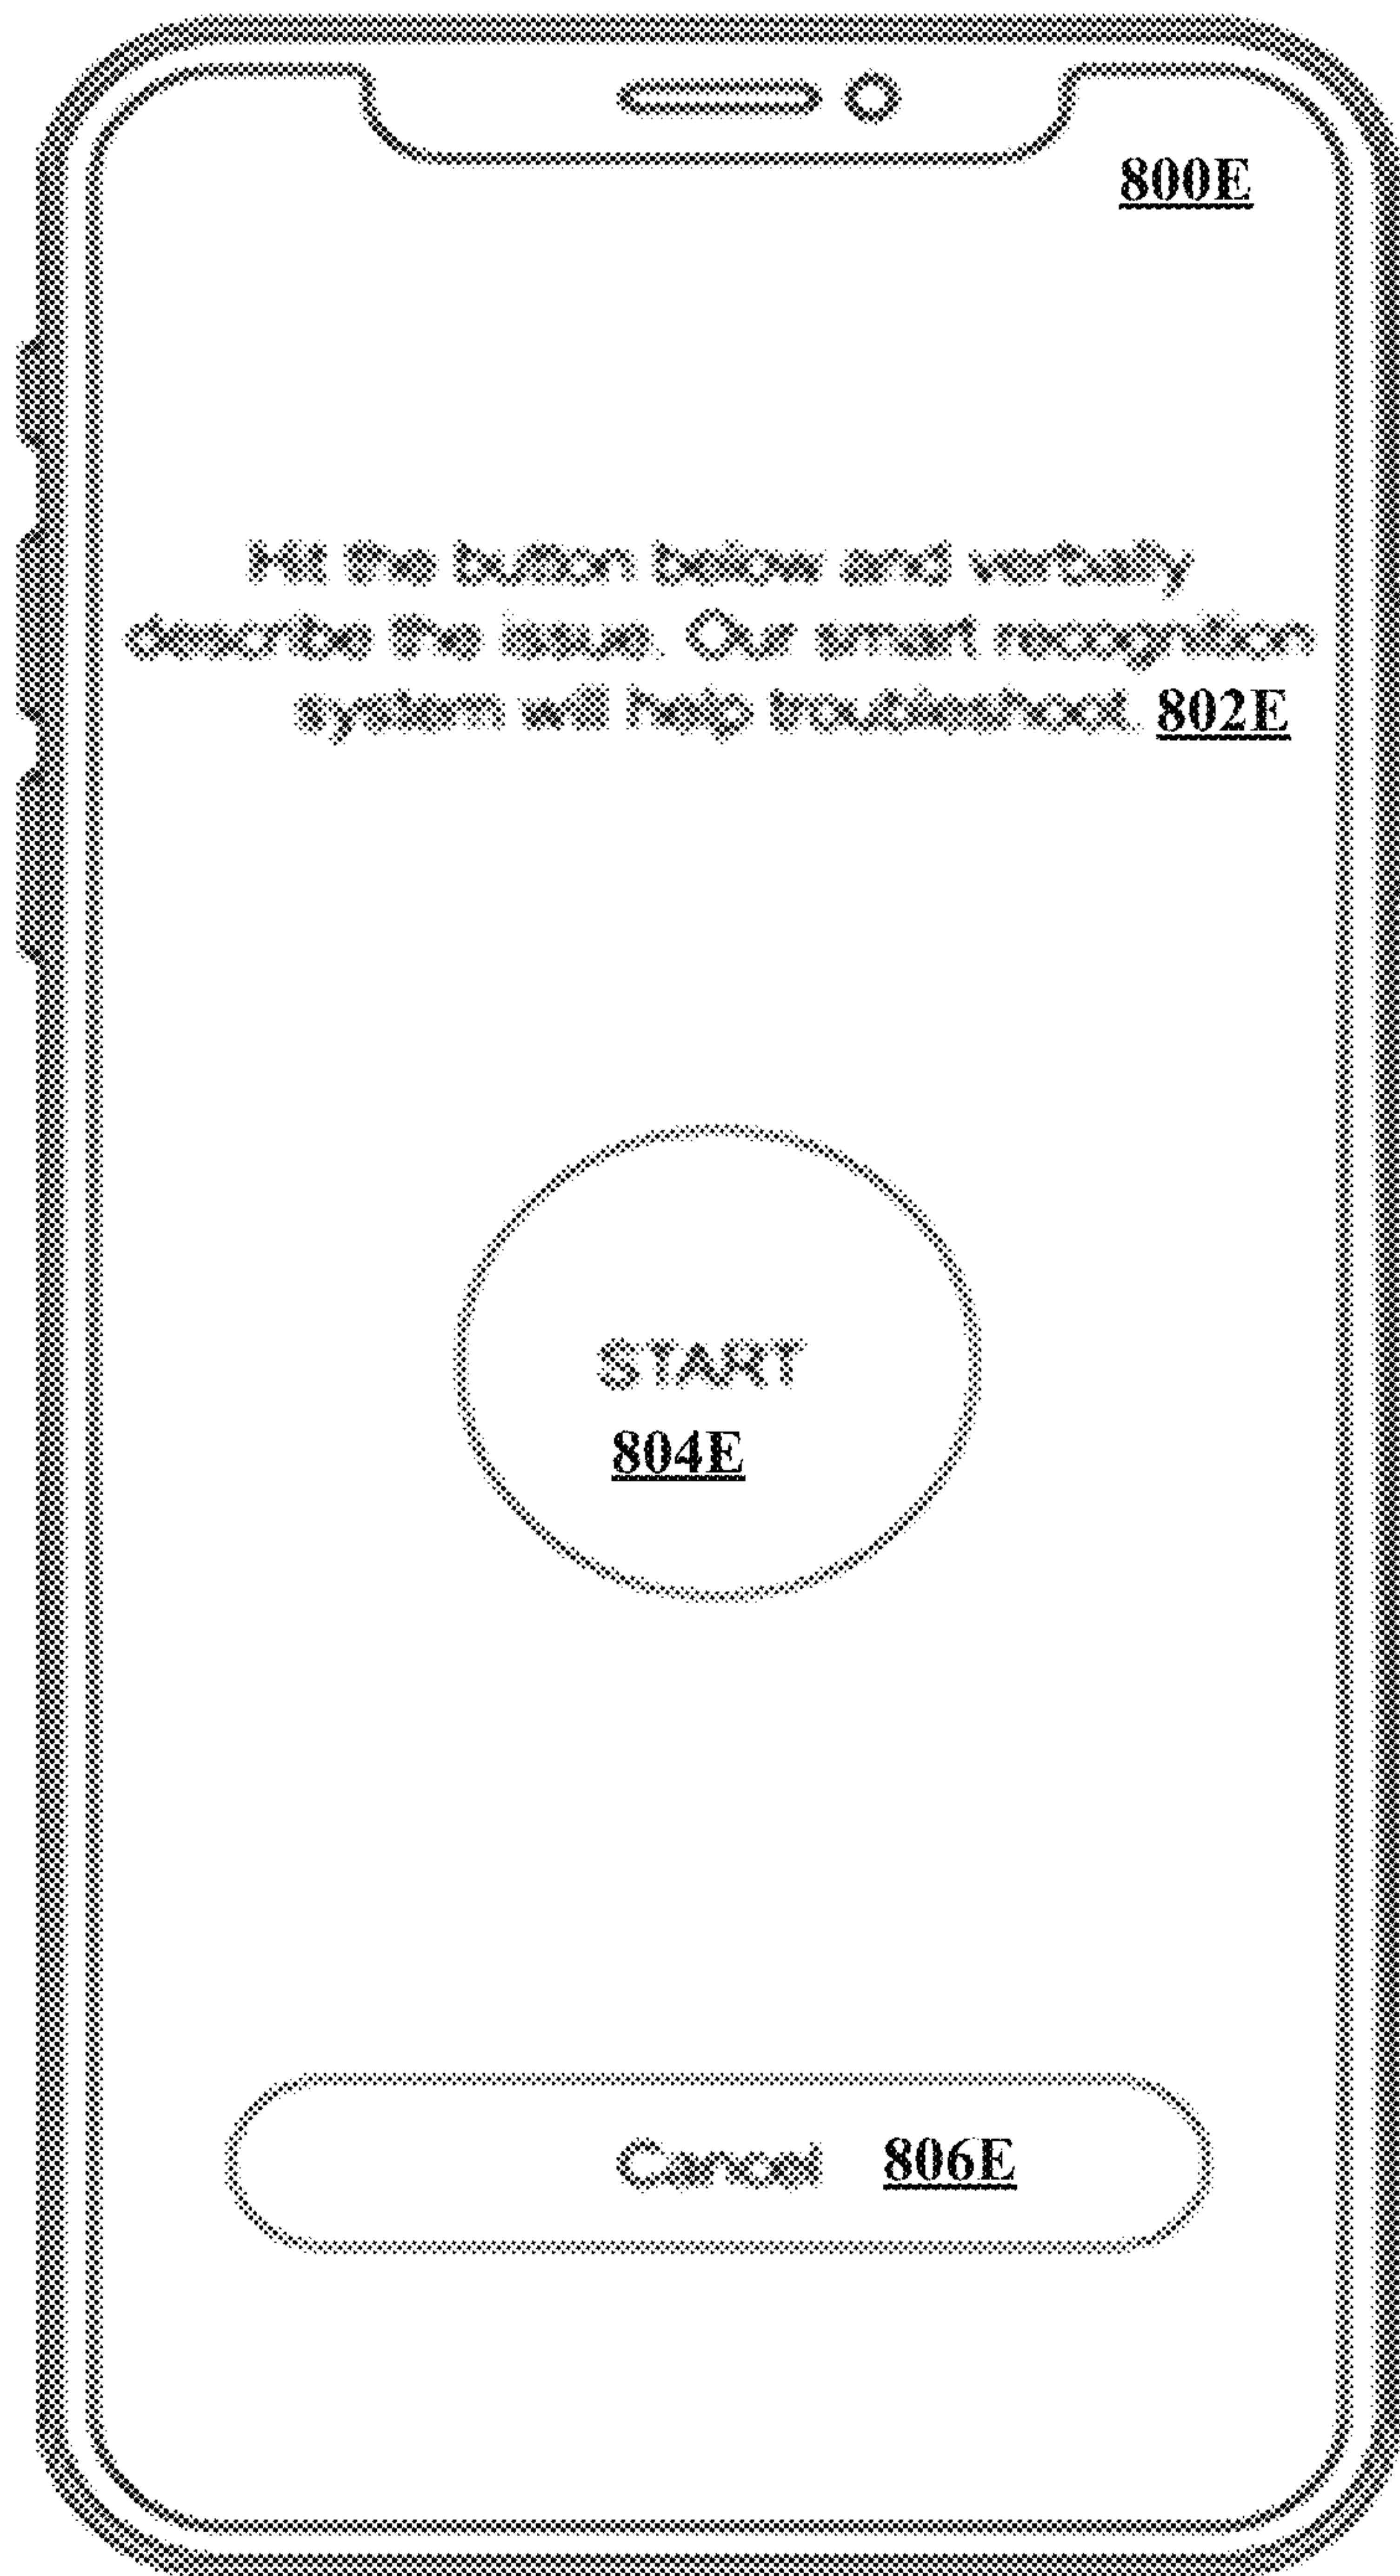 800E
Hit the button below and verbally
describe the issue. Our smart recognition
system will help troubleshoot. 802E
START
804E
Cancel 806E